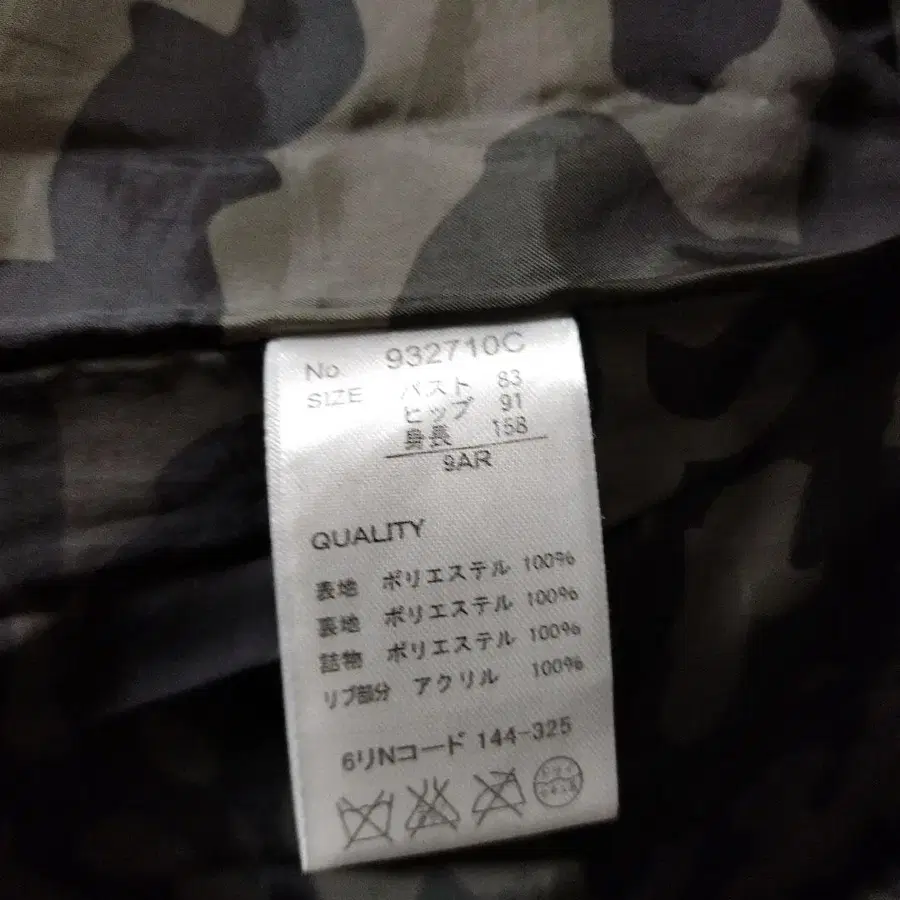 No. 932710C
SIZE バスト 83
ヒップ 91
身長 158
9AR
QUALITY
表地 ポリエステル 100%
裏地 ポリエステル 100%
詰物 ポリエステル 100%
リブ部分 アクリル 100%
6リNコード 144-325